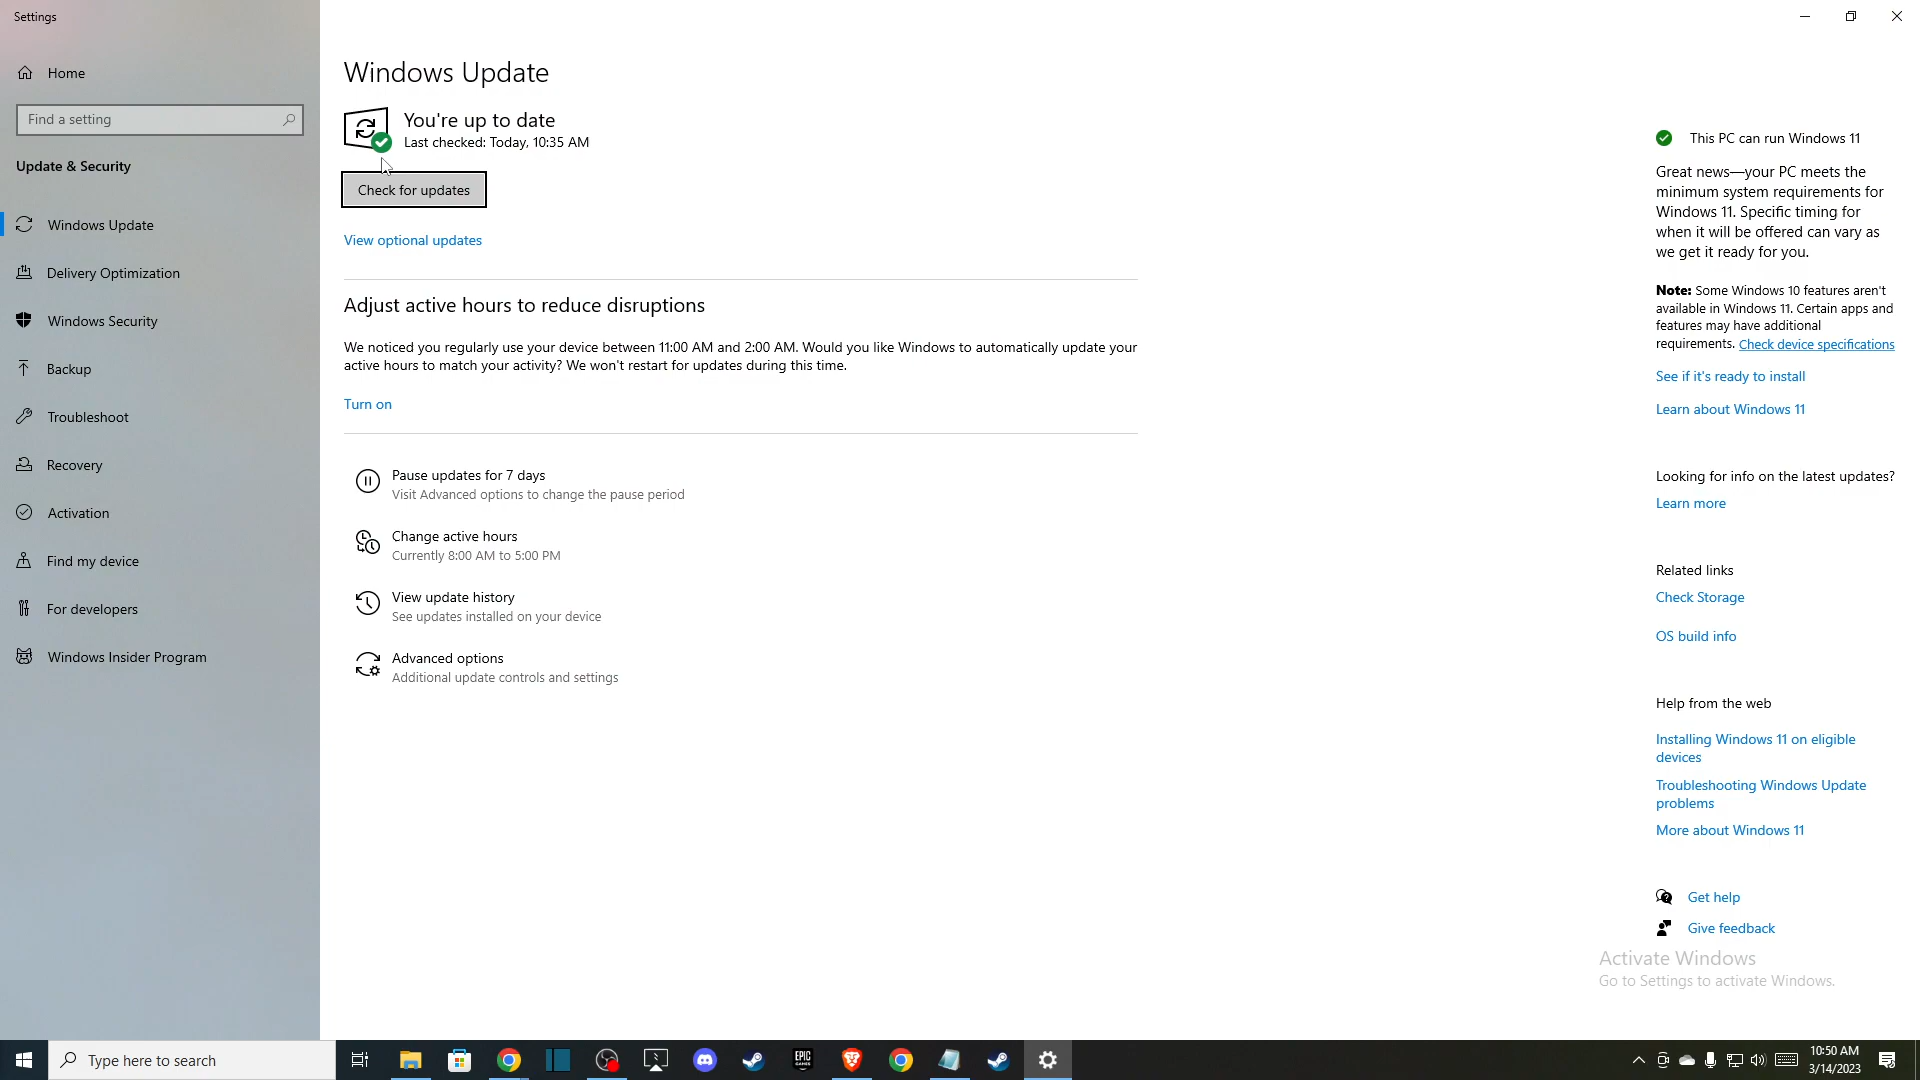 Settings
Home
Find a setting
Update & Security
Windows Update
Delivery Optimization
Windows Security
Backup
Troubleshoot
Recovery
Activation
Find my device
For developers
Windows Insider Program
Windows Update
You're up to date
Last checked: Today, 10:35 AM
Check for updates
View optional updates
Adjust active hours to reduce disruptions
We noticed you regularly use your device between 11:00 AM and 2:00 AM. Would you like Windows to automatically update your
active hours to match your activity? We won't restart for updates during this time.
Turn on
Pause updates for 7 days
Visit Advanced options to change the pause period
Change active hours
Currently 8:00 AM to 5:00 PM
View update history
See updates installed on your device
Advanced options
Additional update controls and settings
This PC can run Windows 11
Great news—your PC meets the
minimum system requirements for
Windows 11. Specific timing for
when it will be offered can vary as
we get it ready for you.
Note: Some Windows 10 features aren't
available in Windows 11. Certain apps and
features may have additional
requirements. Check device specifications
See if it's ready to install
Learn about Windows 11
Looking for info on the latest updates?
Learn more
Related links
Check Storage
OS build info
Help from the web
Installing Windows 11 on eligible
devices
Troubleshooting Windows Update
problems
More about Windows 11
Get help
Give feedback
Activate Windows
Go to Settings to activate Windows.
Type here to search
EPIC
GAMES
10:50 AM
3/14/2023